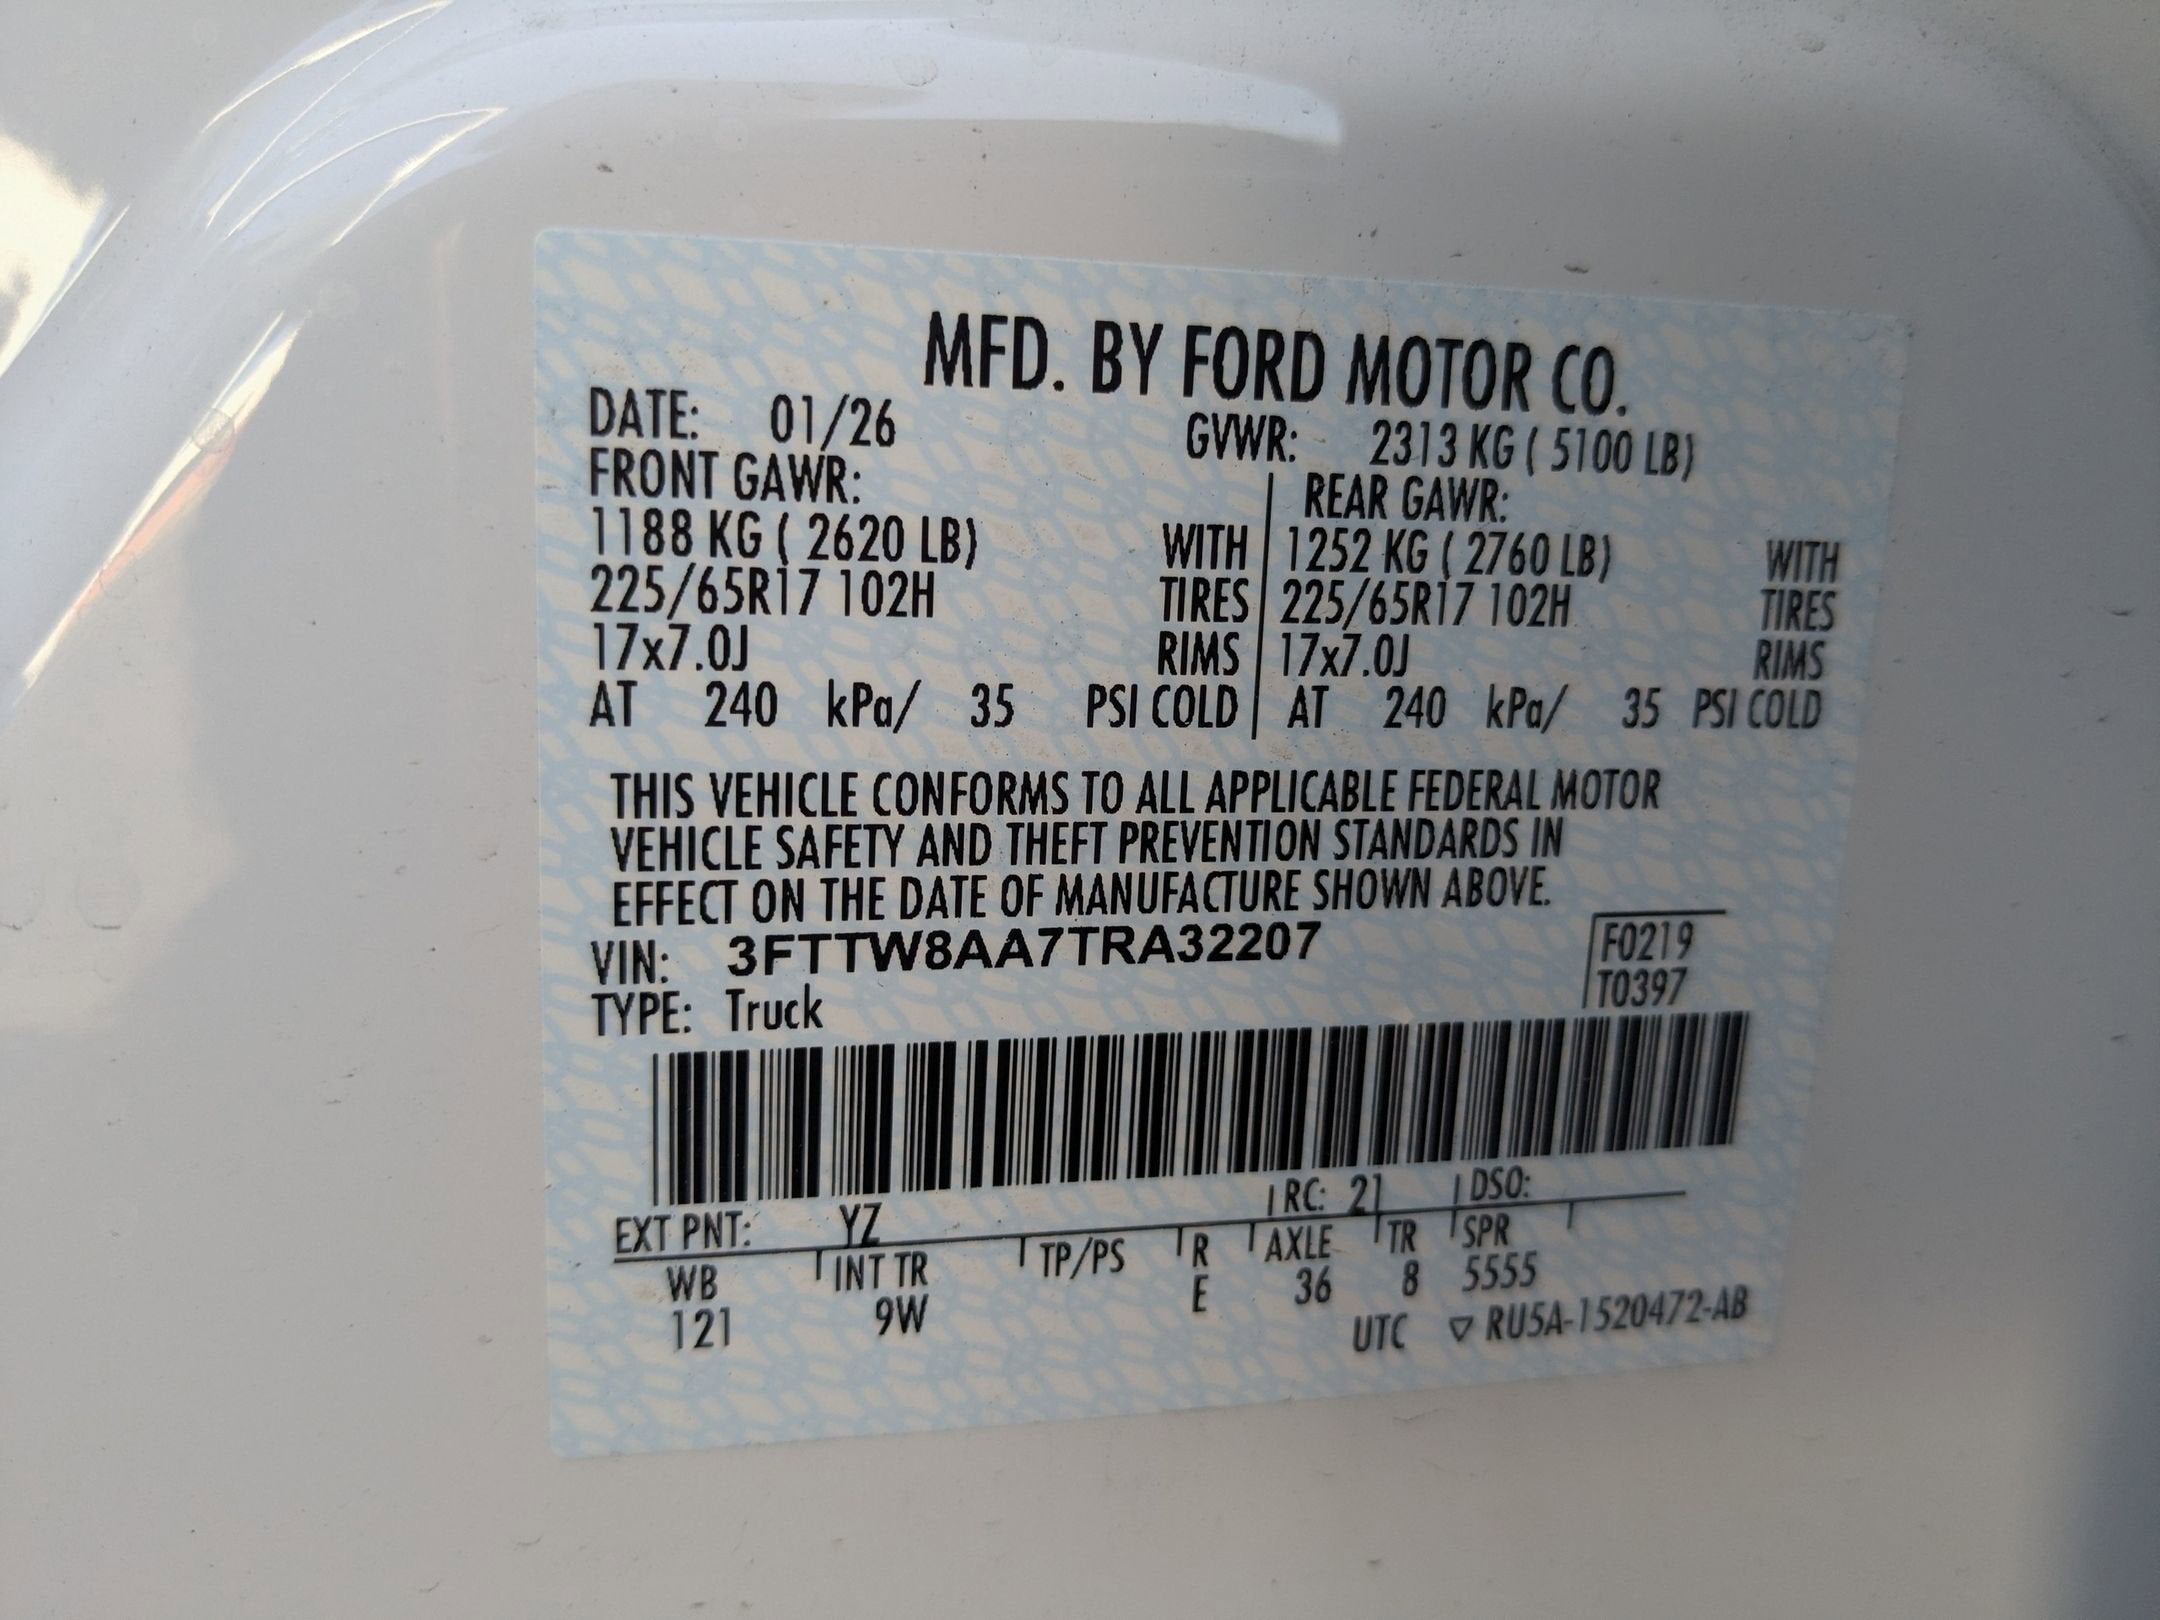 MFD. BY FORD MOTOR CO.
DATE: 01/26 GVWR: 2313 KG ( 5100 LB)
FRONT GAWR: REAR GAWR:
1188 KG ( 2620 LB) WITH 1252 KG ( 2760 LB) WITH
225/65R17 102H TIRES 225/65R17 102H TIRES
17x7.0J RIMS 17x7.0J RIMS
AT 240 kPa/ 35 PSI COLD AT 240 kPa/ 35 PSI COLD
THIS VEHICLE CONFORMS TO ALL APPLICABLE FEDERAL MOTOR
VEHICLE SAFETY AND THEFT PREVENTION STANDARDS IN
EFFECT ON THE DATE OF MANUFACTURE SHOWN ABOVE.
VIN: 3FTTW8AA7TRA32207 F0219
TYPE: Truck T0397
EXT PNT: YZ RC: 21 DSO:
WB INT TR TP/PS R AXLE TR SPR
121 9W E 36 8 5555
UTC ▽ RU5A-1520472-AB